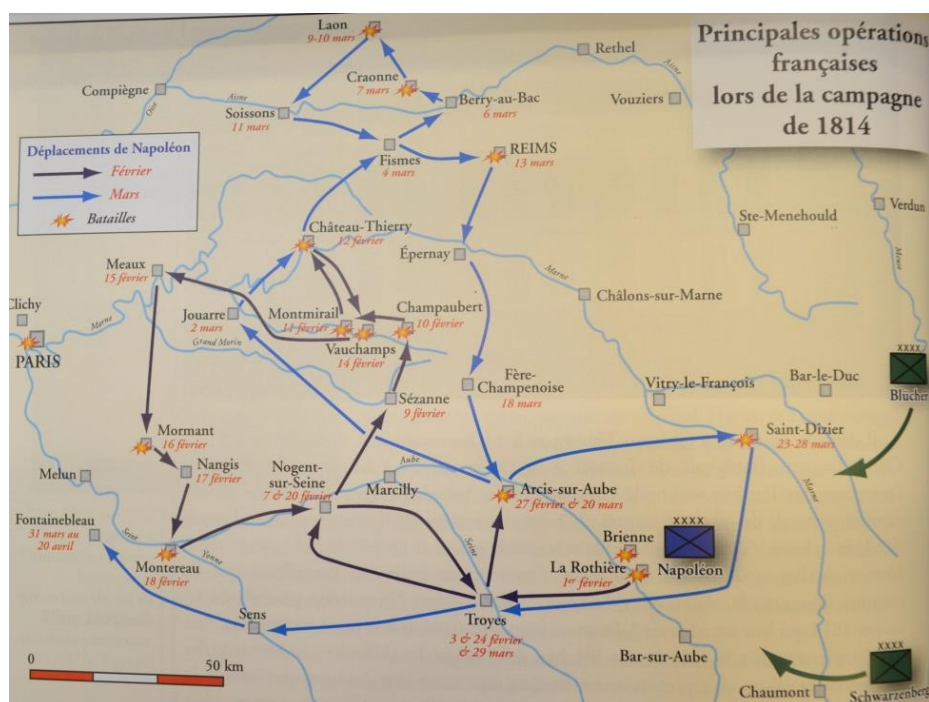 Principales opérations
françaises
lors de la campagne
de 1814
Laon
9-10 mars
Rethel
Craonne
7 mars
Compiègne
Aisne
Berry-au-Bac
6 mars
Vouziers
Aisne
Oise
Soissons
11 mars
Déplacements de Napoléon
Février
Mars
Batailles
Fismes
4 mars
REIMS
13 mars
Verdun
Ste-Menehould
Meuse
Château-Thierry
12 février
Épernay
Meaux
15 février
Marne
Châlons-sur-Marne
Clichy
Marne
PARIS
Jouarre
2 mars
Montmirail
11 février
Champaubert
10 février
Grand Morin
Vauchamps
14 février
XXXX
Blücher
Fère-
Champenoise
18 mars
Vitry-le-François
Bar-le-Duc
Sézanne
9 février
Mormant
16 février
Saint-Dizier
23-28 mars
Nangis
17 février
Melun
Nogent-
sur-Seine
7 & 20 février
Aube
Marcilly
Arcis-sur-Aube
27 février & 20 mars
Marne
Fontainebleau
31 mars au
20 avril
Seine
Yonne
Seine
Brienne
XXXX
Napoléon
La Rothière
1er février
Montereau
18 février
Sens
Troyes
3 & 24 février
& 29 mars
Bar-sur-Aube
0
50 km
XXXX
Chaumont
Schwarzenberg